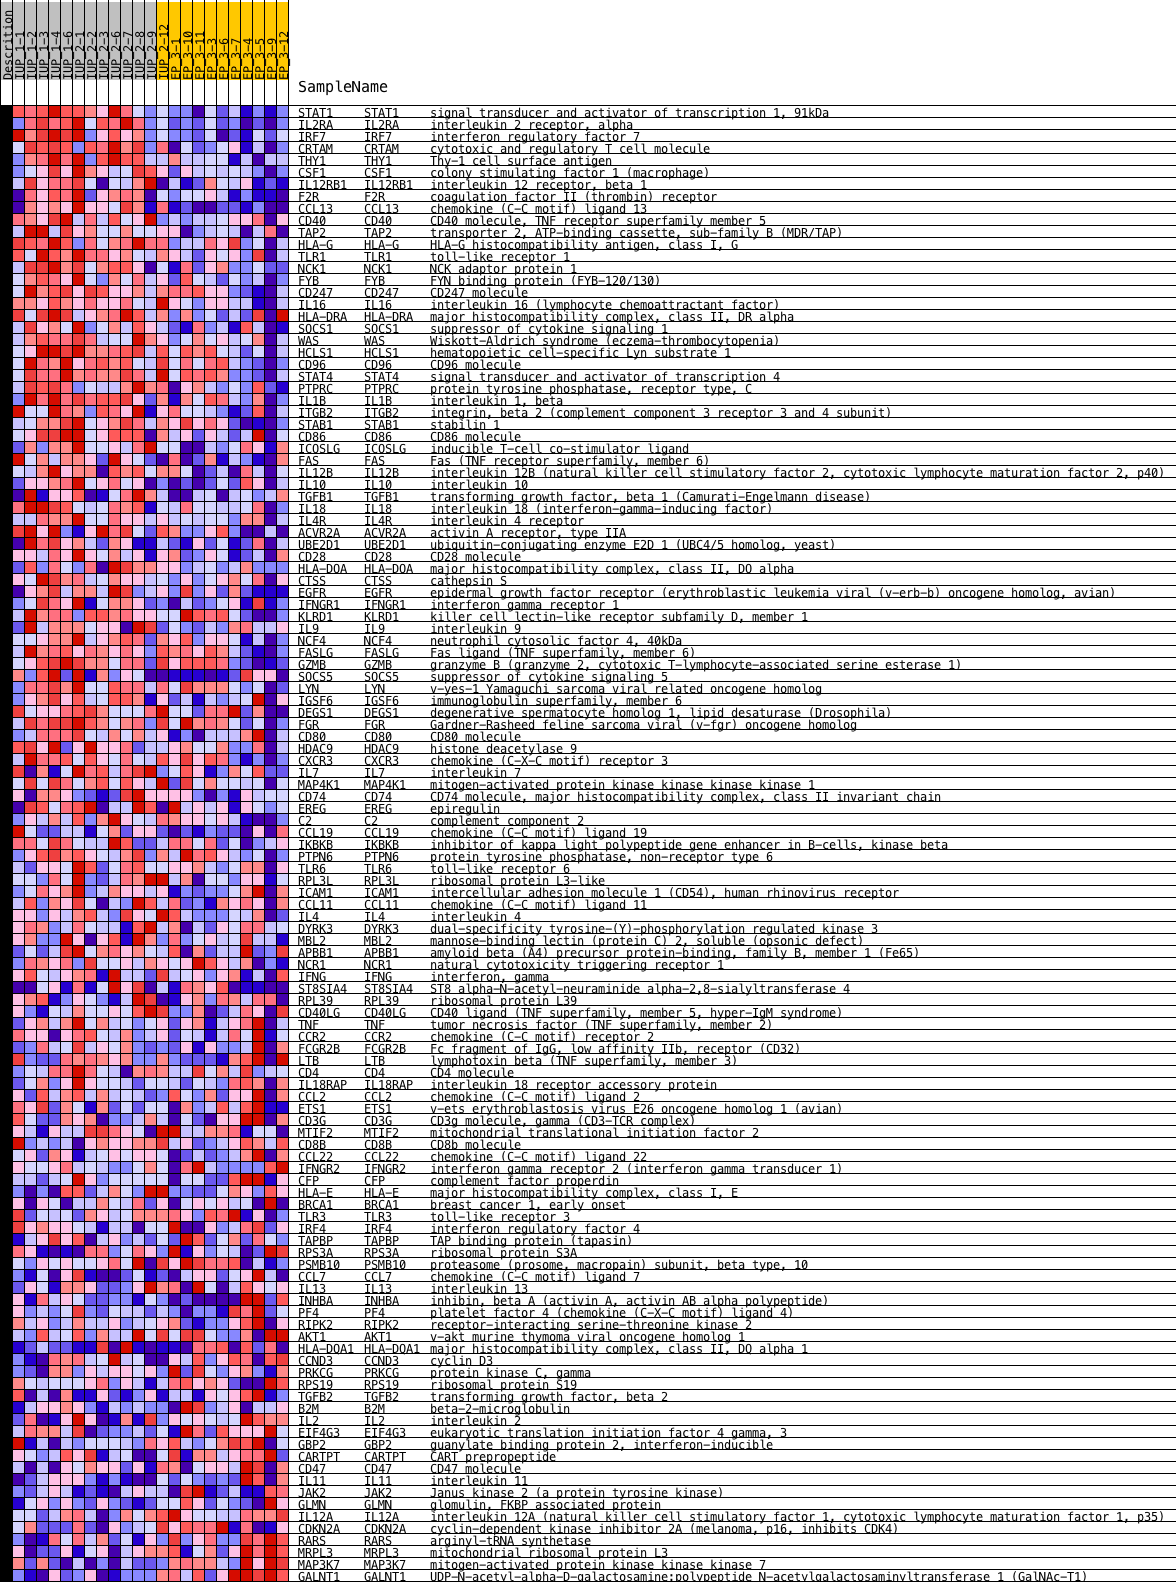 Descrition
IUP_1-1
IUP_1-2
IUP_1-3
IUP_1-4
IUP_1-6
IUP_2-1
IUP_2-2
IUP_2-3
IUP_2-6
IUP_2-7
IUP_2-8
IUP_2-9
IUP_2-12
EP_3-1
EP_3-10
EP_3-11
EP_3-3
EP_3-6
EP_3-7
EP_3-4
EP_3-5
EP_3-9
EP_3-12
SampleName
STAT1 STAT1 signal transducer and activator of transcription 1, 91kDa
IL2RA IL2RA interleukin 2 receptor, alpha
IRF7 IRF7 interferon regulatory factor 7
CRTAM CRTAM cytotoxic and regulatory T cell molecule
THY1 THY1 Thy-1 cell surface antigen
CSF1 CSF1 colony stimulating factor 1 (macrophage)
IL12RB1 IL12RB1 interleukin 12 receptor, beta 1
F2R F2R coagulation factor II (thrombin) receptor
CCL13 CCL13 chemokine (C-C motif) ligand 13
CD40 CD40 CD40 molecule, TNF receptor superfamily member 5
TAP2 TAP2 transporter 2, ATP-binding cassette, sub-family B (MDR/TAP)
HLA-G HLA-G HLA-G histocompatibility antigen, class I, G
TLR1 TLR1 toll-like receptor 1
NCK1 NCK1 NCK adaptor protein 1
FYB FYB FYN binding protein (FYB-120/130)
CD247 CD247 CD247 molecule
IL16 IL16 interleukin 16 (lymphocyte chemoattractant factor)
HLA-DRA HLA-DRA major histocompatibility complex, class II, DR alpha
SOCS1 SOCS1 suppressor of cytokine signaling 1
WAS WAS Wiskott-Aldrich syndrome (eczema-thrombocytopenia)
HCLS1 HCLS1 hematopoietic cell-specific Lyn substrate 1
CD96 CD96 CD96 molecule
STAT4 STAT4 signal transducer and activator of transcription 4
PTPRC PTPRC protein tyrosine phosphatase, receptor type, C
IL1B IL1B interleukin 1, beta
ITGB2 ITGB2 integrin, beta 2 (complement component 3 receptor 3 and 4 subunit)
STAB1 STAB1 stabilin 1
CD86 CD86 CD86 molecule
ICOSLG ICOSLG inducible T-cell co-stimulator ligand
FAS FAS Fas (TNF receptor superfamily, member 6)
IL12B IL12B interleukin 12B (natural killer cell stimulatory factor 2, cytotoxic lymphocyte maturation factor 2, p40)
IL10 IL10 interleukin 10
TGFB1 TGFB1 transforming growth factor, beta 1 (Camurati-Engelmann disease)
IL18 IL18 interleukin 18 (interferon-gamma-inducing factor)
IL4R IL4R interleukin 4 receptor
ACVR2A ACVR2A activin A receptor, type IIA
UBE2D1 UBE2D1 ubiquitin-conjugating enzyme E2D 1 (UBC4/5 homolog, yeast)
CD28 CD28 CD28 molecule
HLA-DOA HLA-DOA major histocompatibility complex, class II, DO alpha
CTSS CTSS cathepsin S
EGFR EGFR epidermal growth factor receptor (erythroblastic leukemia viral (v-erb-b) oncogene homolog, avian)
IFNGR1 IFNGR1 interferon gamma receptor 1
KLRD1 KLRD1 killer cell lectin-like receptor subfamily D, member 1
IL9 IL9 interleukin 9
NCF4 NCF4 neutrophil cytosolic factor 4, 40kDa
FASLG FASLG Fas ligand (TNF superfamily, member 6)
GZMB GZMB granzyme B (granzyme 2, cytotoxic T-lymphocyte-associated serine esterase 1)
SOCS5 SOCS5 suppressor of cytokine signaling 5
LYN LYN v-yes-1 Yamaguchi sarcoma viral related oncogene homolog
IGSF6 IGSF6 immunoglobulin superfamily, member 6
DEGS1 DEGS1 degenerative spermatocyte homolog 1, lipid desaturase (Drosophila)
FGR FGR Gardner-Rasheed feline sarcoma viral (v-fgr) oncogene homolog
CD80 CD80 CD80 molecule
HDAC9 HDAC9 histone deacetylase 9
CXCR3 CXCR3 chemokine (C-X-C motif) receptor 3
IL7 IL7 interleukin 7
MAP4K1 MAP4K1 mitogen-activated protein kinase kinase kinase kinase 1
CD74 CD74 CD74 molecule, major histocompatibility complex, class II invariant chain
EREG EREG epiregulin
C2 C2 complement component 2
CCL19 CCL19 chemokine (C-C motif) ligand 19
IKBKB IKBKB inhibitor of kappa light polypeptide gene enhancer in B-cells, kinase beta
PTPN6 PTPN6 protein tyrosine phosphatase, non-receptor type 6
TLR6 TLR6 toll-like receptor 6
RPL3L RPL3L ribosomal protein L3-like
ICAM1 ICAM1 intercellular adhesion molecule 1 (CD54), human rhinovirus receptor
CCL11 CCL11 chemokine (C-C motif) ligand 11
IL4 IL4 interleukin 4
DYRK3 DYRK3 dual-specificity tyrosine-(Y)-phosphorylation regulated kinase 3
MBL2 MBL2 mannose-binding lectin (protein C) 2, soluble (opsonic defect)
APBB1 APBB1 amyloid beta (A4) precursor protein-binding, family B, member 1 (Fe65)
NCR1 NCR1 natural cytotoxicity triggering receptor 1
IFNG IFNG interferon, gamma
ST8SIA4 ST8SIA4 ST8 alpha-N-acetyl-neuraminide alpha-2,8-sialyltransferase 4
RPL39 RPL39 ribosomal protein L39
CD40LG CD40LG CD40 ligand (TNF superfamily, member 5, hyper-IgM syndrome)
TNF TNF tumor necrosis factor (TNF superfamily, member 2)
CCR2 CCR2 chemokine (C-C motif) receptor 2
FCGR2B FCGR2B Fc fragment of IgG, low affinity IIb, receptor (CD32)
LTB LTB lymphotoxin beta (TNF superfamily, member 3)
CD4 CD4 CD4 molecule
IL18RAP IL18RAP interleukin 18 receptor accessory protein
CCL2 CCL2 chemokine (C-C motif) ligand 2
ETS1 ETS1 v-ets erythroblastosis virus E26 oncogene homolog 1 (avian)
CD3G CD3G CD3g molecule, gamma (CD3-TCR complex)
MTIF2 MTIF2 mitochondrial translational initiation factor 2
CD8B CD8B CD8b molecule
CCL22 CCL22 chemokine (C-C motif) ligand 22
IFNGR2 IFNGR2 interferon gamma receptor 2 (interferon gamma transducer 1)
CFP CFP complement factor properdin
HLA-E HLA-E major histocompatibility complex, class I, E
BRCA1 BRCA1 breast cancer 1, early onset
TLR3 TLR3 toll-like receptor 3
IRF4 IRF4 interferon regulatory factor 4
TAPBP TAPBP TAP binding protein (tapasin)
RPS3A RPS3A ribosomal protein S3A
PSMB10 PSMB10 proteasome (prosome, macropain) subunit, beta type, 10
CCL7 CCL7 chemokine (C-C motif) ligand 7
IL13 IL13 interleukin 13
INHBA INHBA inhibin, beta A (activin A, activin AB alpha polypeptide)
PF4 PF4 platelet factor 4 (chemokine (C-X-C motif) ligand 4)
RIPK2 RIPK2 receptor-interacting serine-threonine kinase 2
AKT1 AKT1 v-akt murine thymoma viral oncogene homolog 1
HLA-DQA1 HLA-DQA1 major histocompatibility complex, class II, DQ alpha 1
CCND3 CCND3 cyclin D3
PRKCG PRKCG protein kinase C, gamma
RPS19 RPS19 ribosomal protein S19
TGFB2 TGFB2 transforming growth factor, beta 2
B2M B2M beta-2-microglobulin
IL2 IL2 interleukin 2
EIF4G3 EIF4G3 eukaryotic translation initiation factor 4 gamma, 3
GBP2 GBP2 guanylate binding protein 2, interferon-inducible
CARTPT CARTPT CART prepropeptide
CD47 CD47 CD47 molecule
IL11 IL11 interleukin 11
JAK2 JAK2 Janus kinase 2 (a protein tyrosine kinase)
GLMN GLMN glomulin, FKBP associated protein
IL12A IL12A interleukin 12A (natural killer cell stimulatory factor 1, cytotoxic lymphocyte maturation factor 1, p35)
CDKN2A CDKN2A cyclin-dependent kinase inhibitor 2A (melanoma, p16, inhibits CDK4)
RARS RARS arginyl-tRNA synthetase
MRPL3 MRPL3 mitochondrial ribosomal protein L3
MAP3K7 MAP3K7 mitogen-activated protein kinase kinase kinase 7
GALNT1 GALNT1 UDP-N-acetyl-alpha-D-galactosamine:polypeptide N-acetylgalactosaminyltransferase 1 (GalNAc-T1)